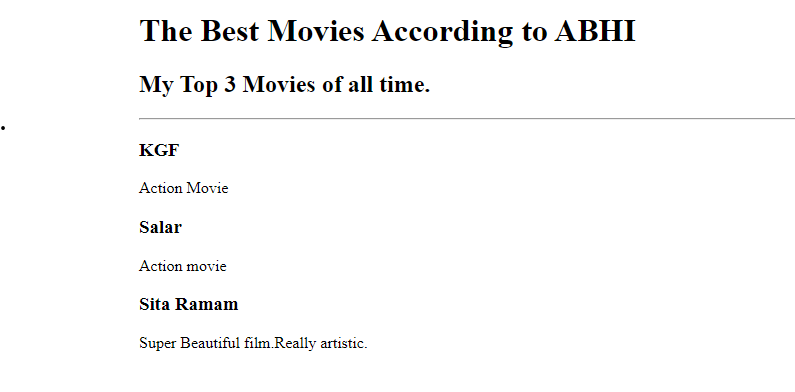 The Best Movies According to ABHI
My Top 3 Movies of all time.
KGF
Action Movie
Salar
Action movie
Sita Ramam
Super Beautiful film.Really artistic.